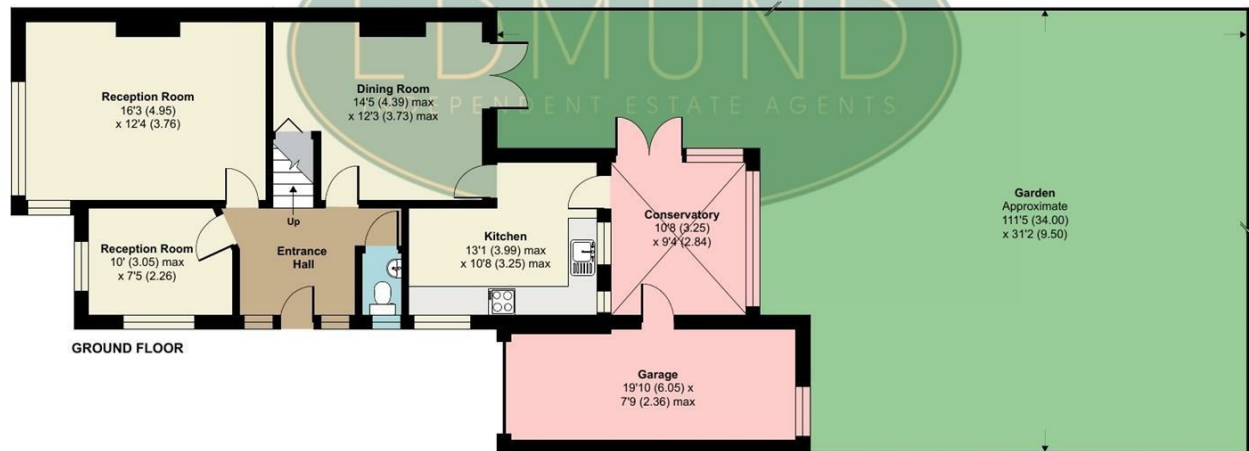 EDMUND
INDEPENDENT ESTATE AGENTS
Reception Room
16'3 (4.95)
x 12'4 (3.76)
Dining Room
14'5 (4.39) max
x 12'3 (3.73) max
Up
Reception Room
10' (3.05) max
x 7'5 (2.26)
Entrance
Hall
Kitchen
13'1 (3.99) max
x 10'8 (3.25) max
Conservatory
10'8 (3.25)
x 9'4 (2.84)
Garden
Approximate
111'5 (34.00)
x 31'2 (9.50)
GROUND FLOOR
Garage
19'10 (6.05) x
7'9 (2.36) max